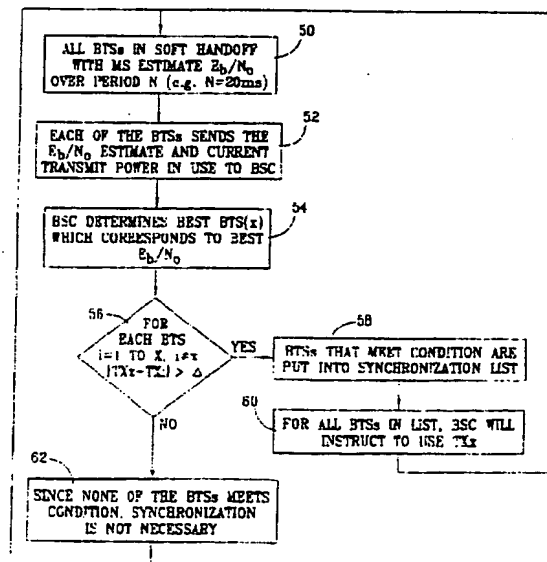 50
ALL BTSs IN SOFT HANDOFF
WITH MS ESTIMATE Eb/No
OVER PERIOD N (e.g. N=20ms)
52
EACH OF THE BTSs SENDS THE
Eb/No ESTIMATE AND CURRENT
TRANSMIT POWER IN USE TO BSC
54
BSC DETERMINES BEST BTS(x)
WHICH CORRESPONDS TO BEST
Eb/No
56
FOR
EACH BTS
i=1 TO X, i≠x
|TXx-TXi| > Δ
YES
NO
58
BTSs THAT MEET CONDITION ARE
PUT INTO SYNCHRONIZATION LIST
60
FOR ALL BTSs IN LIST, BSC WILL
INSTRUCT TO USE TXx
62
SINCE NONE OF THE BTSs MEETS
CONDITION, SYNCHRONIZATION
IS NOT NECESSARY